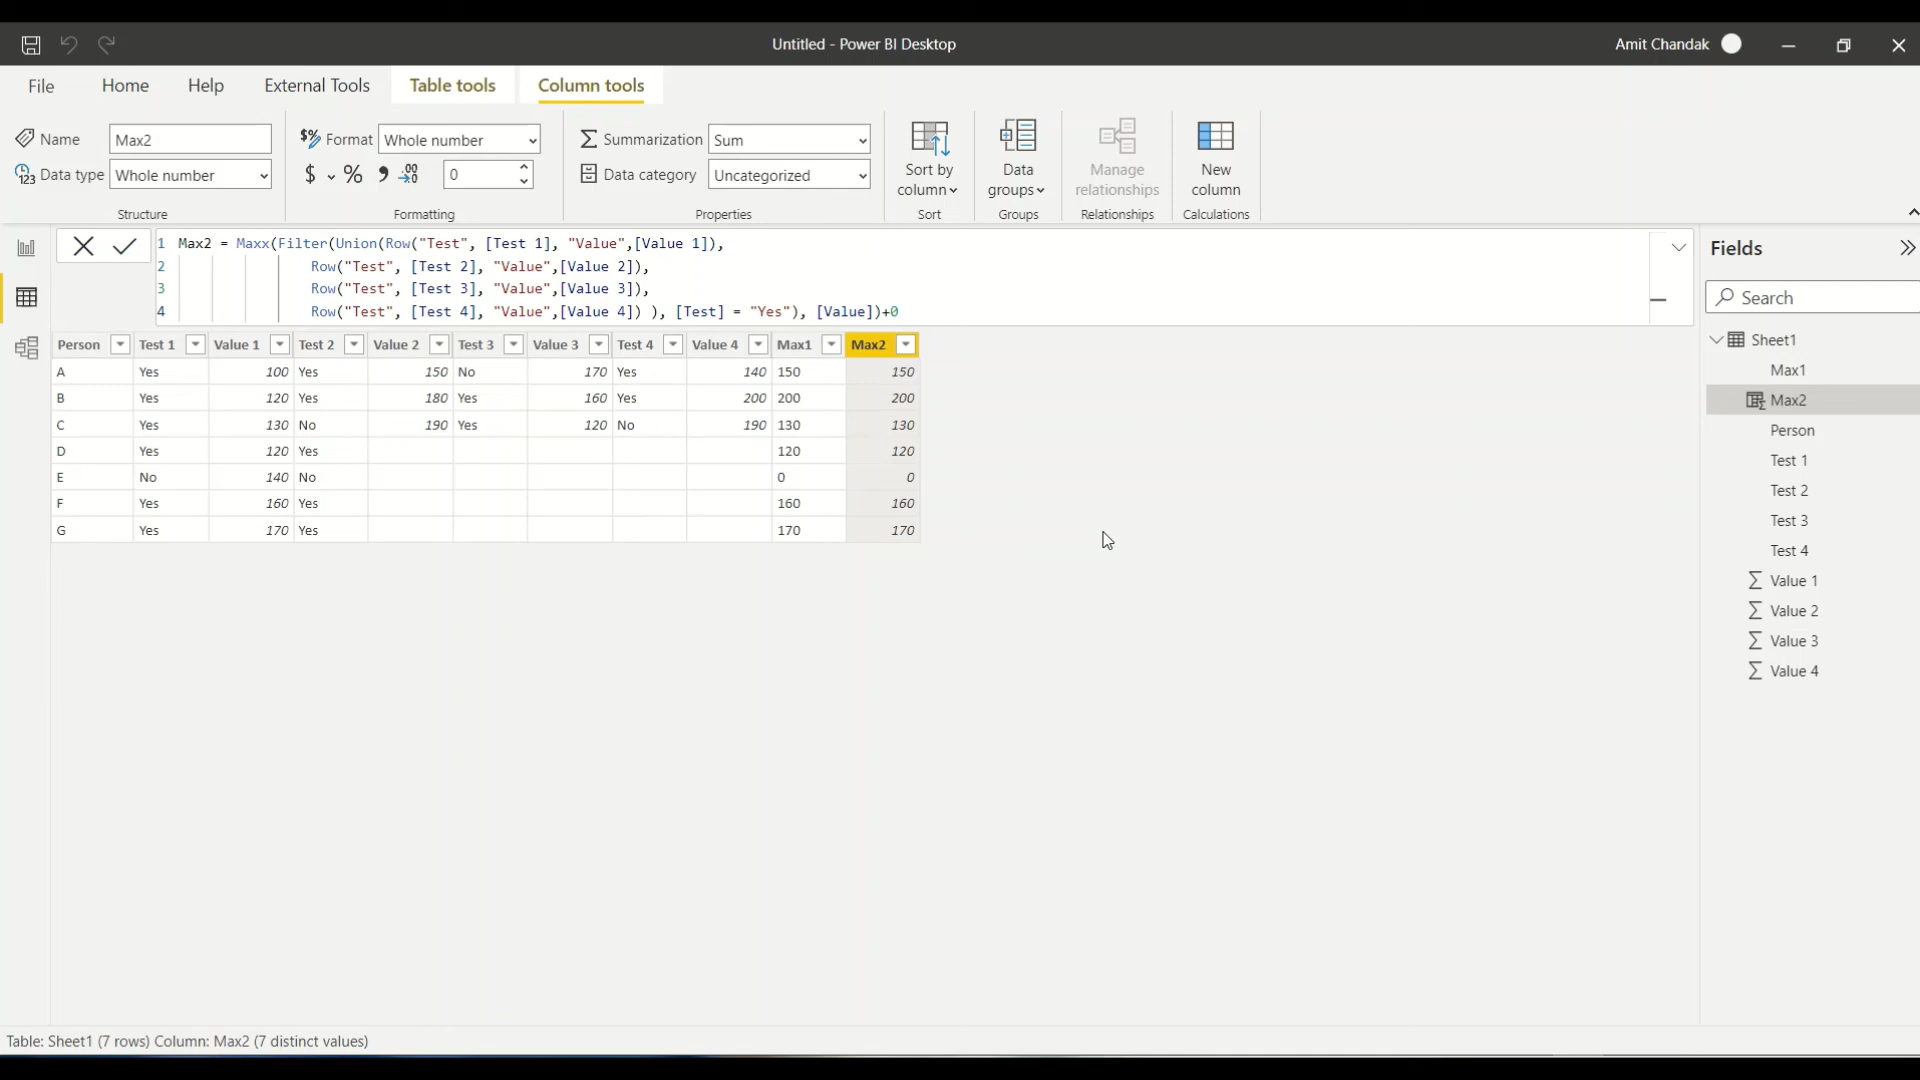 Untitled - Power BI Desktop
Amit Chandak
File Home Help External Tools Table tools Column tools
Name Max2
$% Format Whole number
Summarization Sum
Data type Whole number
$ % 0
Data category Uncategorized
Sort by column
Data groups
Manage relationships
New column
Structure Formatting Properties Sort Groups Relationships Calculations
1 Max2 = Maxx(Filter(Union(Row("Test", [Test 1], "Value",[Value 1]),
2 Row("Test", [Test 2], "Value",[Value 2]),
3 Row("Test", [Test 3], "Value",[Value 3]),
4 Row("Test", [Test 4], "Value",[Value 4]) ), [Test] = "Yes"), [Value])+0
Person Test 1 Value 1 Test 2 Value 2 Test 3 Value 3 Test 4 Value 4 Max1 Max2
A Yes 100 Yes 150 No 170 Yes 140 150 150
B Yes 120 Yes 180 Yes 160 Yes 200 200 200
C Yes 130 No 190 Yes 120 No 190 130 130
D Yes 120 Yes 120 120
E No 140 No 0 0
F Yes 160 Yes 160 160
G Yes 170 Yes 170 170
Fields
Search
Sheet1
Max1
Max2
Person
Test 1
Test 2
Test 3
Test 4
Value 1
Value 2
Value 3
Value 4
Table: Sheet1 (7 rows) Column: Max2 (7 distinct values)